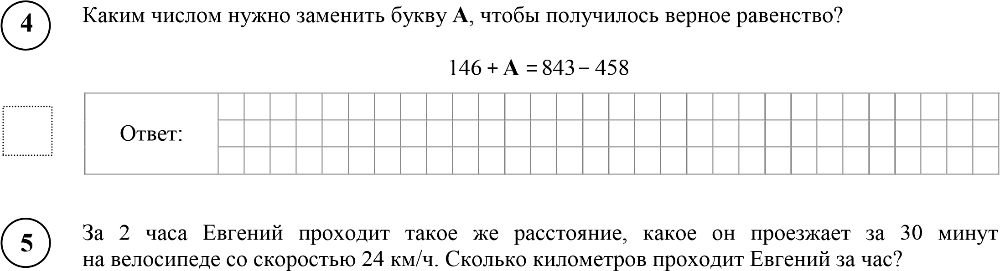 4
Каким числом нужно заменить букву А, чтобы получилось верное равенство?
146 + А = 843 − 458
Ответ:
5
За 2 часа Евгений проходит такое же расстояние, какое он проезжает за 30 минут
на велосипеде со скоростью 24 км/ч. Сколько километров проходит Евгений за час?